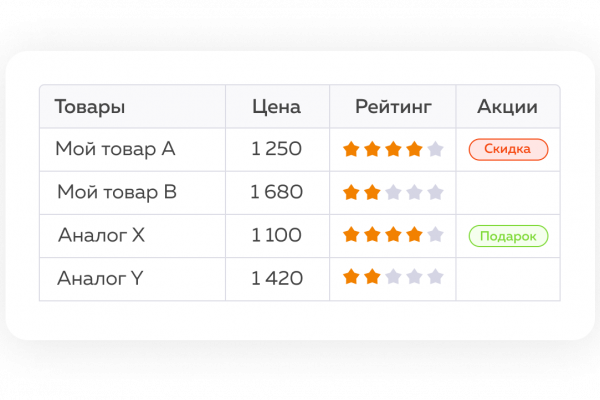 Товары Цена Рейтинг Акции
Мой товар А 1 250 Скидка
Мой товар В 1 680
Аналог X 1 100 Подарок
Аналог Y 1 420